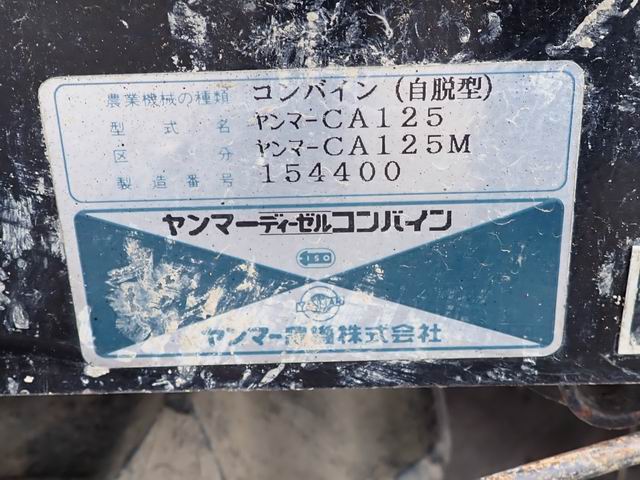 農業機械の種類 コンバイン(自脱型)
型式名 ヤンマーCA125
区分 ヤンマーCA125M
製造番号 154400
ヤンマーディーゼルコンバイン
ISO
ヤンマー農機株式会社